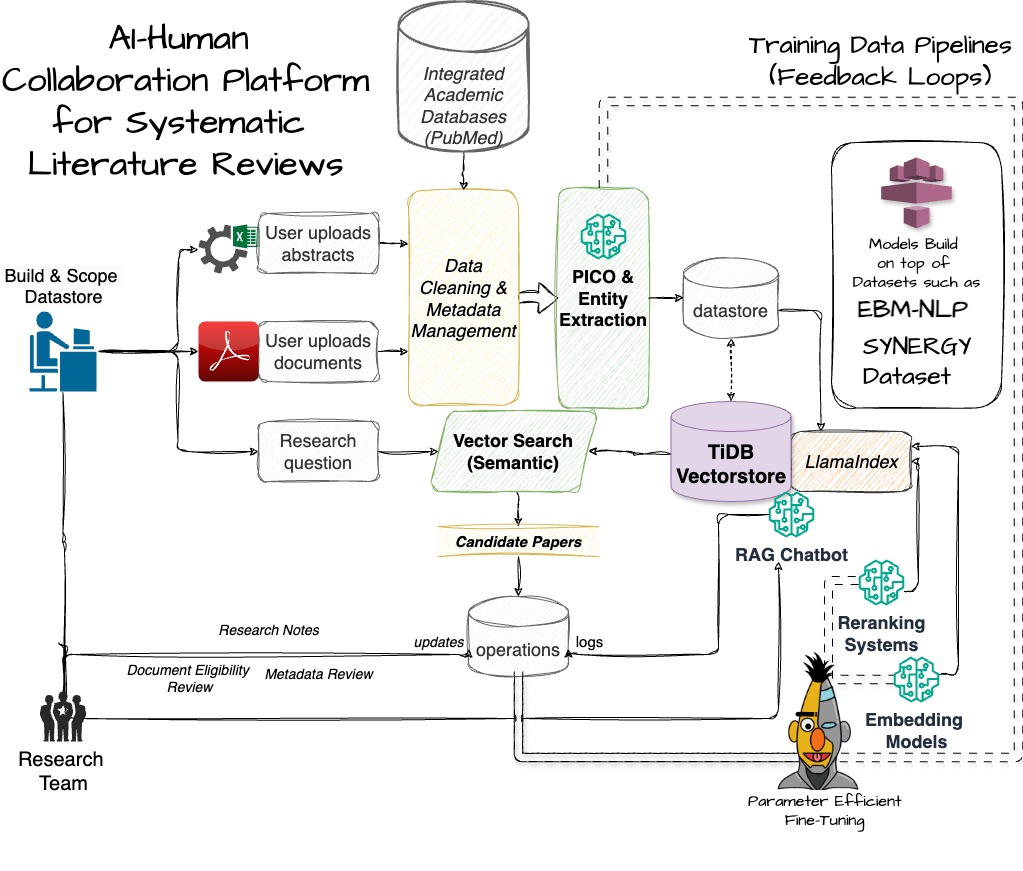 AI-Human
Collaboration Platform
for Systematic
Literature Reviews
Integrated
Academic
Databases
(PubMed)
Training Data Pipelines
(Feedback Loops)
Build & Scope
Datastore
X
User uploads
abstracts
User uploads
documents
Research
question
Data
Cleaning &
Metadata
Management
PICO &
Entity
Extraction
datastore
Models Build
on top of
Datasets such as
EBM-NLP
SYNERGY
Dataset
Vector Search
(Semantic)
TiDB
Vectorstore
LlamaIndex
Candidate Papers
RAG Chatbot
Reranking
Systems
Embedding
Models
Research Notes
updates
operations
logs
Document Eligibility
Review
Metadata Review
Research
Team
Parameter Efficient
Fine-Tuning